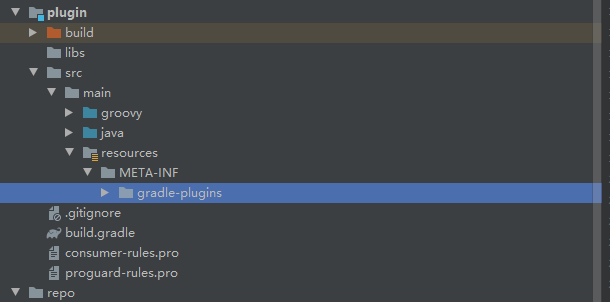 plugin
build
libs
src
main
groovy
java
resources
META-INF
gradle-plugins
.gitignore
build.gradle
consumer-rules.pro
proguard-rules.pro
repo